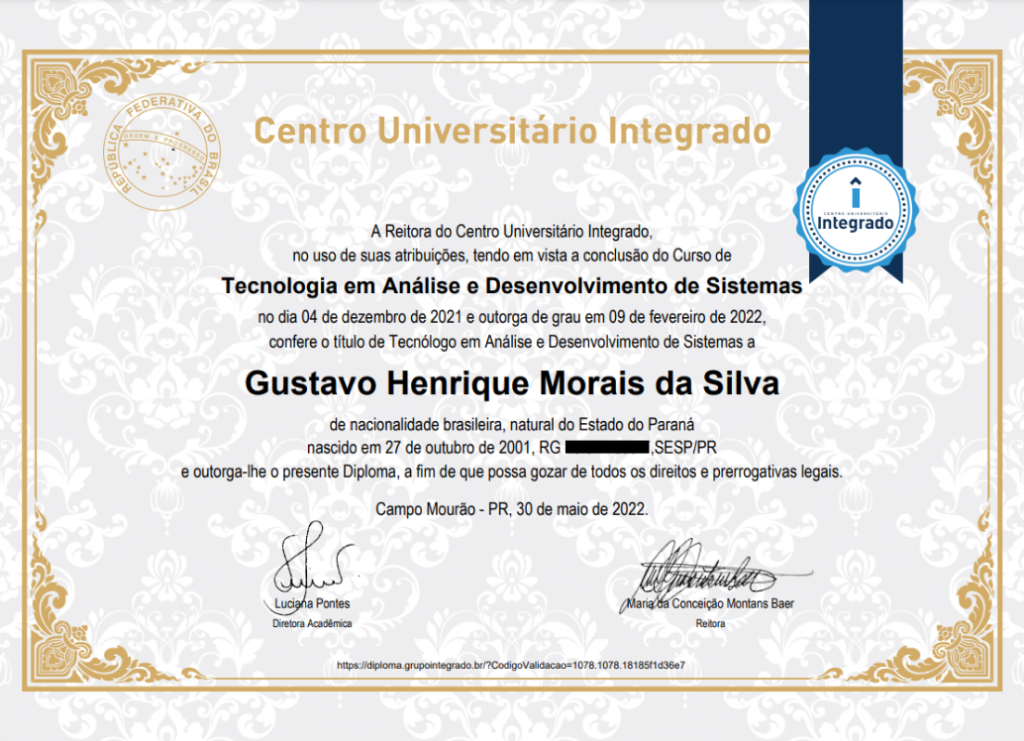 REPÚBLICA FEDERATIVA DO BRASIL
ORDEM E PROGRESSO
Centro Universitário Integrado
CENTRO UNIVERSITÁRIO
Integrado
A Reitora do Centro Universitário Integrado,
no uso de suas atribuições, tendo em vista a conclusão do Curso de
Tecnologia em Análise e Desenvolvimento de Sistemas
no dia 04 de dezembro de 2021 e outorga de grau em 09 de fevereiro de 2022,
confere o título de Tecnólogo em Análise e Desenvolvimento de Sistemas a
Gustavo Henrique Morais da Silva
de nacionalidade brasileira, natural do Estado do Paraná
nascido em 27 de outubro de 2001, RG ,SESP/PR
e outorga-lhe o presente Diploma, a fim de que possa gozar de todos os direitos e prerrogativas legais.
Campo Mourão - PR, 30 de maio de 2022.
Luciana Pontes
Diretora Acadêmica
Maria da Conceição Montans Baer
Reitora
https://diploma.grupointegrado.br/?CodigoValidacao=1078.1078.18185f1d36e7